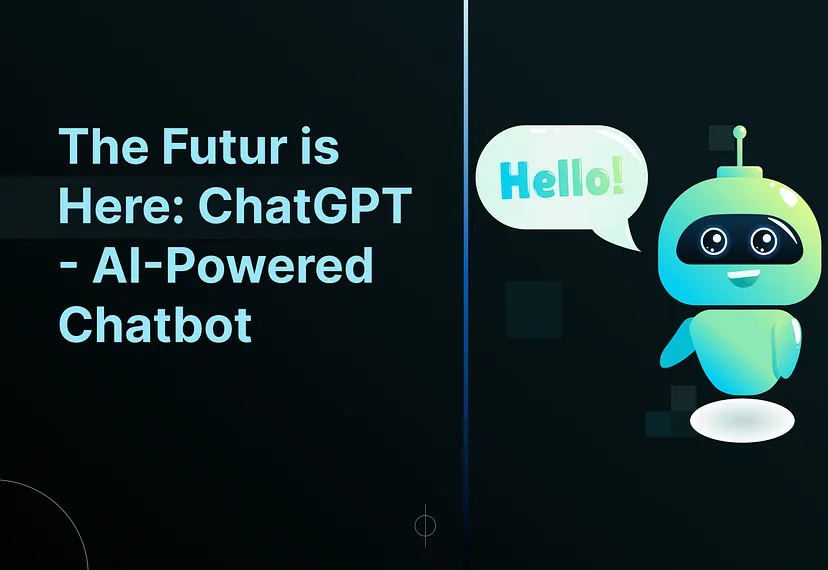 The Futur is
Here: ChatGPT
- AI-Powered
Chatbot
Hello!